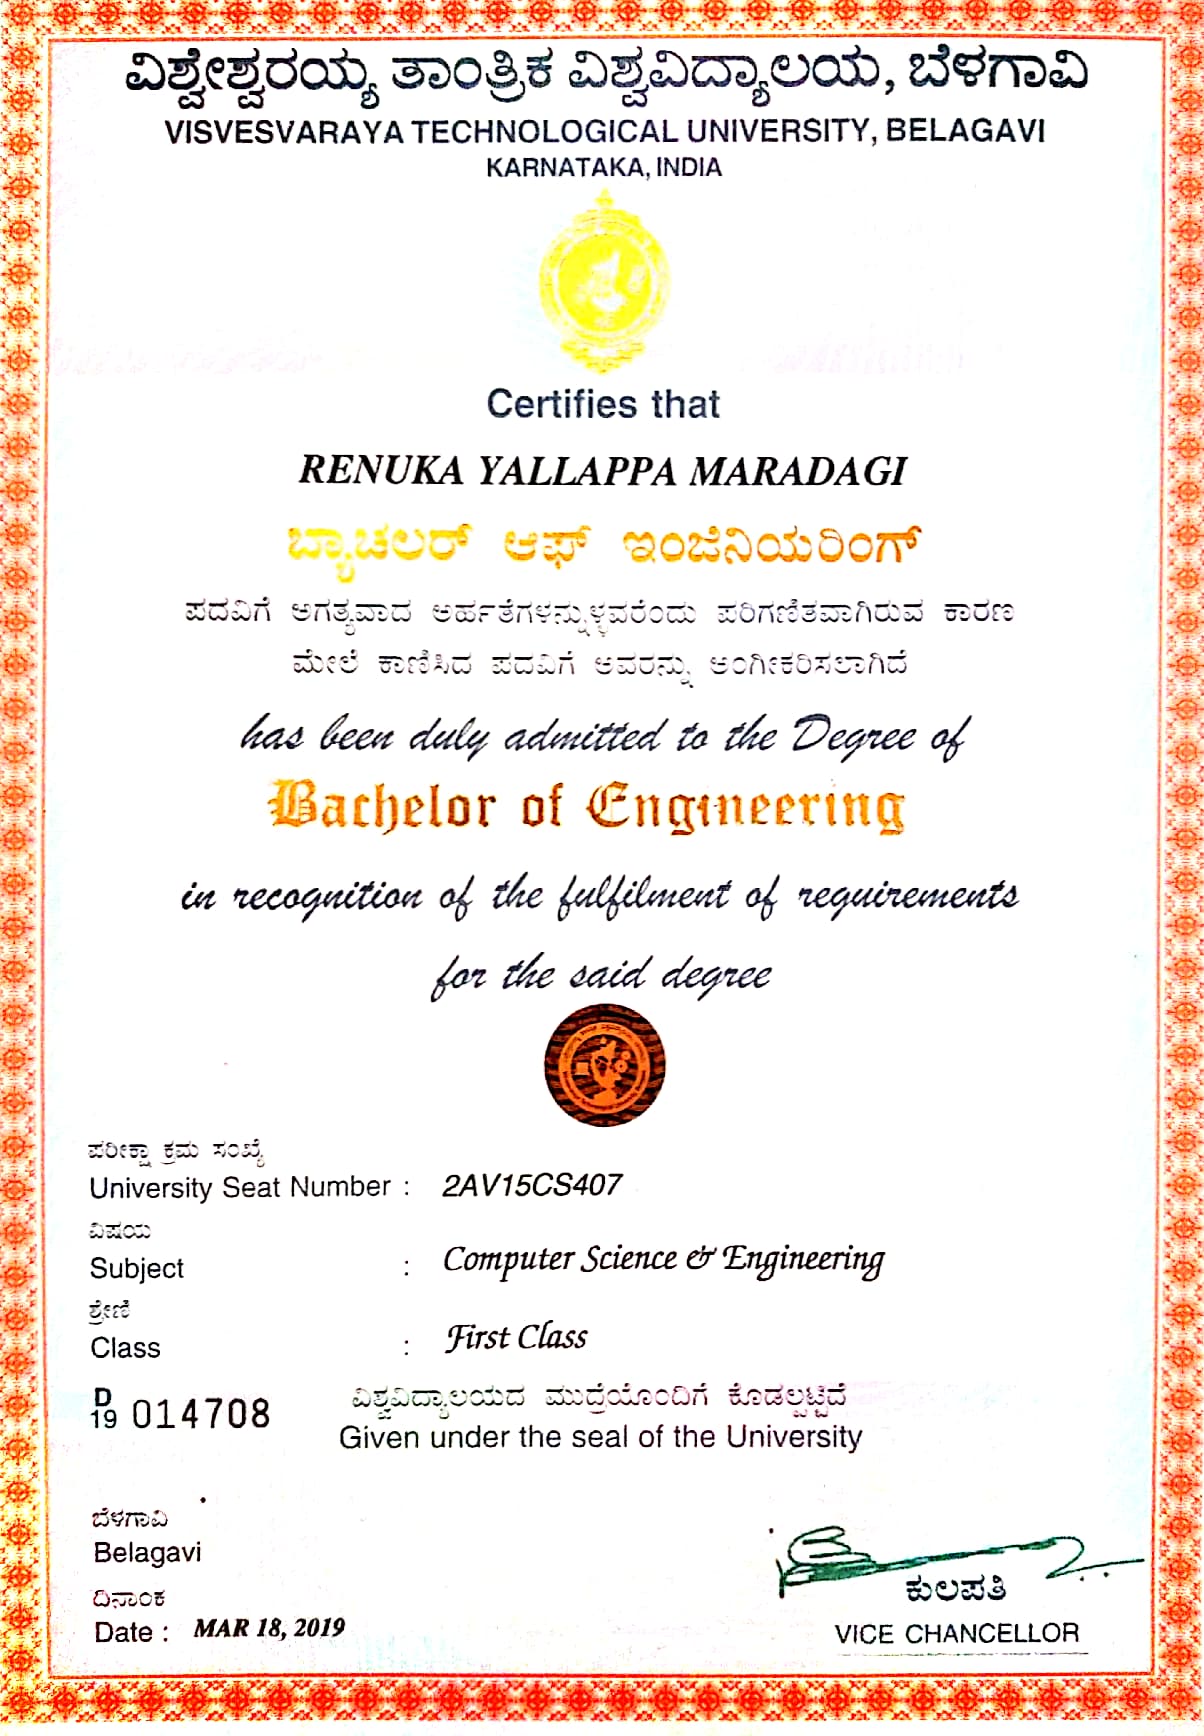 ವಿಶ್ವೇಶ್ವರಯ್ಯ ತಾಂತ್ರಿಕ ವಿಶ್ವವಿದ್ಯಾಲಯ, ಬೆಳಗಾವಿ
VISVESVARAYA TECHNOLOGICAL UNIVERSITY, BELAGAVI
KARNATAKA, INDIA
Certifies that
RENUKA YALLAPPA MARADAGI
ಬ್ಯಾಚಲರ್ ಆಫ್ ಇಂಜಿನಿಯರಿಂಗ್
ಪದವಿಗೆ ಅಗತ್ಯವಾದ ಅರ್ಹತೆಗಳನ್ನುಳ್ಳವರೆಂದು ಪರಿಗಣಿತವಾಗಿರುವ ಕಾರಣ
ಮೇಲೆ ಕಾಣಿಸಿದ ಪದವಿಗೆ ಅವರನ್ನು ಅಂಗೀಕರಿಸಲಾಗಿದೆ
has been duly admitted to the Degree of
Bachelor of Engineering
in recognition of the fulfilment of requirements
for the said degree
ಪರೀಕ್ಷಾ ಕ್ರಮ ಸಂಖ್ಯೆ
University Seat Number : 2AV15CS407
ವಿಷಯ
Subject : Computer Science & Engineering
ಶ್ರೇಣಿ
Class : First Class
D 19 014708
ವಿಶ್ವವಿದ್ಯಾಲಯದ ಮುದ್ರೆಯೊಂದಿಗೆ ಕೊಡಲ್ಪಟ್ಟಿದೆ
Given under the seal of the University
ಬೆಳಗಾವಿ
Belagavi
ದಿನಾಂಕ
Date : MAR 18, 2019
ಕುಲಪತಿ
VICE CHANCELLOR